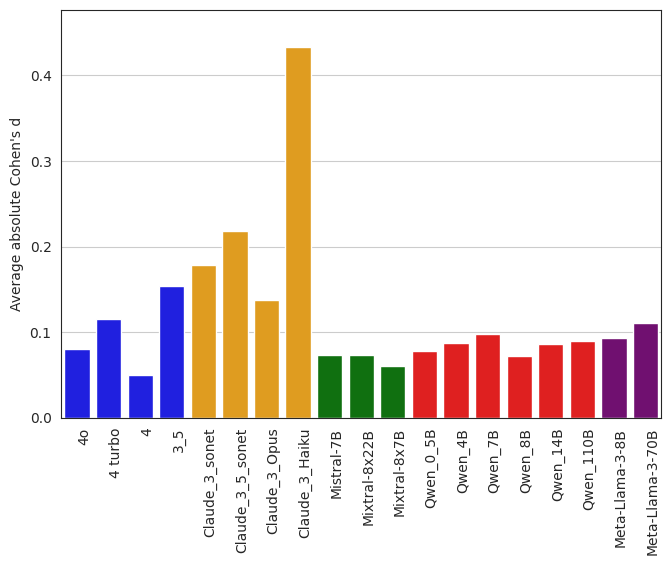 Average absolute Cohen's d
0.4
0.3
0.2
0.1
0.0
4o
4 turbo
4
3_5
Claude_3_sonet
Claude_3_5_sonet
Claude_3_Opus
Claude_3_Haiku
Mistral-7B
Mixtral-8x22B
Mixtral-8x7B
Qwen_0_5B
Qwen_4B
Qwen_7B
Qwen_8B
Qwen_14B
Qwen_110B
Meta-Llama-3-8B
Meta-Llama-3-70B